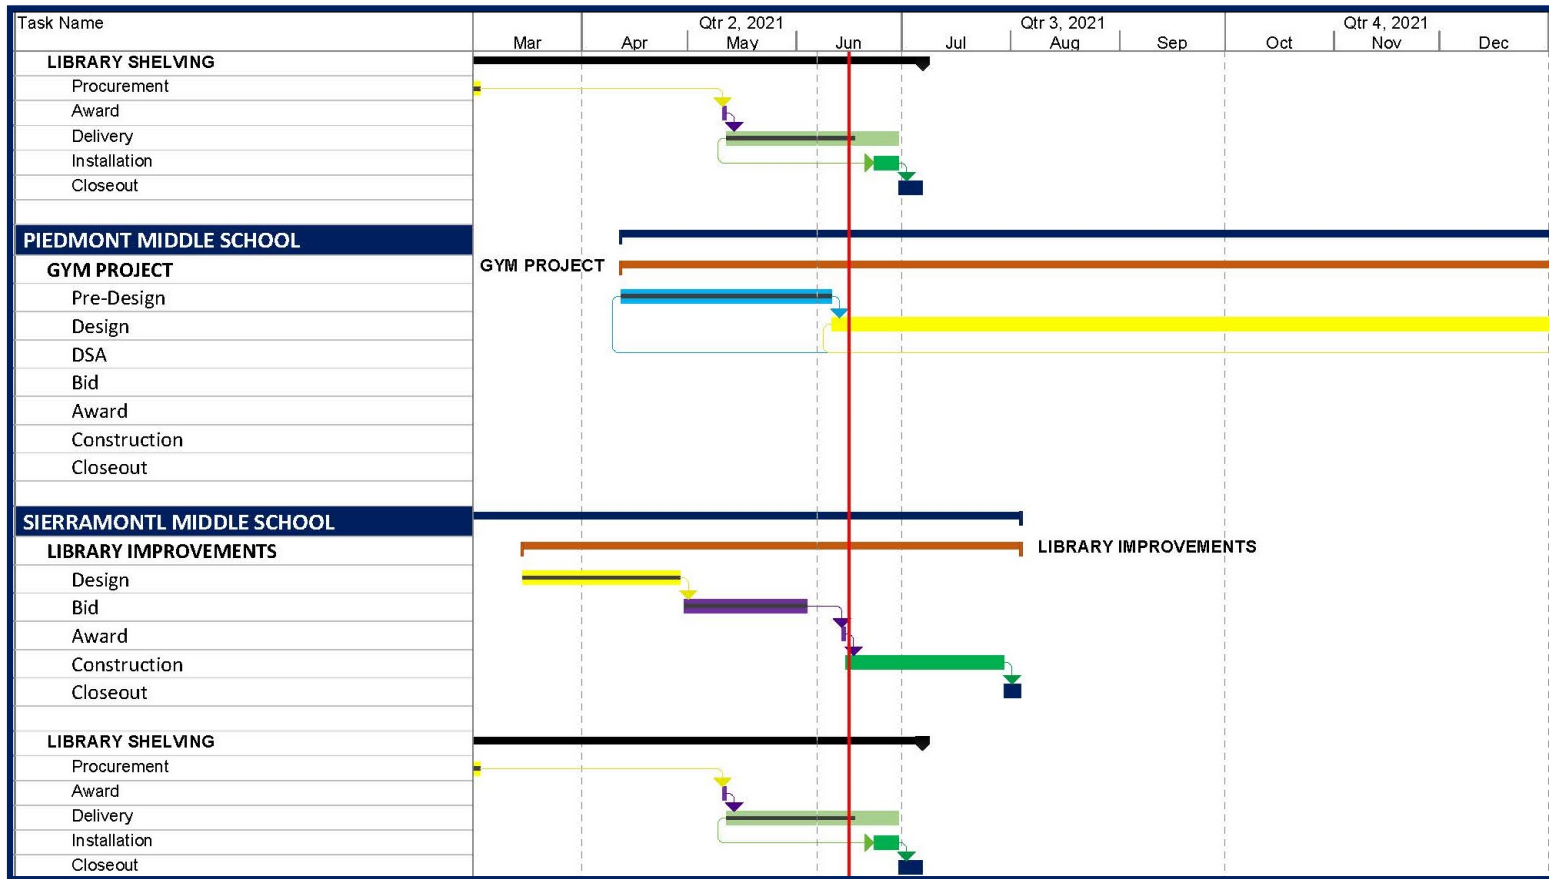 Task Name Qtr 2, 2021 Qtr 3, 2021 Qtr 4, 2021
Mar Apr May Jun Jul Aug Sep Oct Nov Dec
LIBRARY SHELVING
Procurement
Award
Delivery
Installation
Closeout
PIEDMONT MIDDLE SCHOOL
GYM PROJECT GYM PROJECT
Pre-Design
Design
DSA
Bid
Award
Construction
Closeout
SIERRAMONTL MIDDLE SCHOOL
LIBRARY IMPROVEMENTS LIBRARY IMPROVEMENTS
Design
Bid
Award
Construction
Closeout
LIBRARY SHELVING
Procurement
Award
Delivery
Installation
Closeout